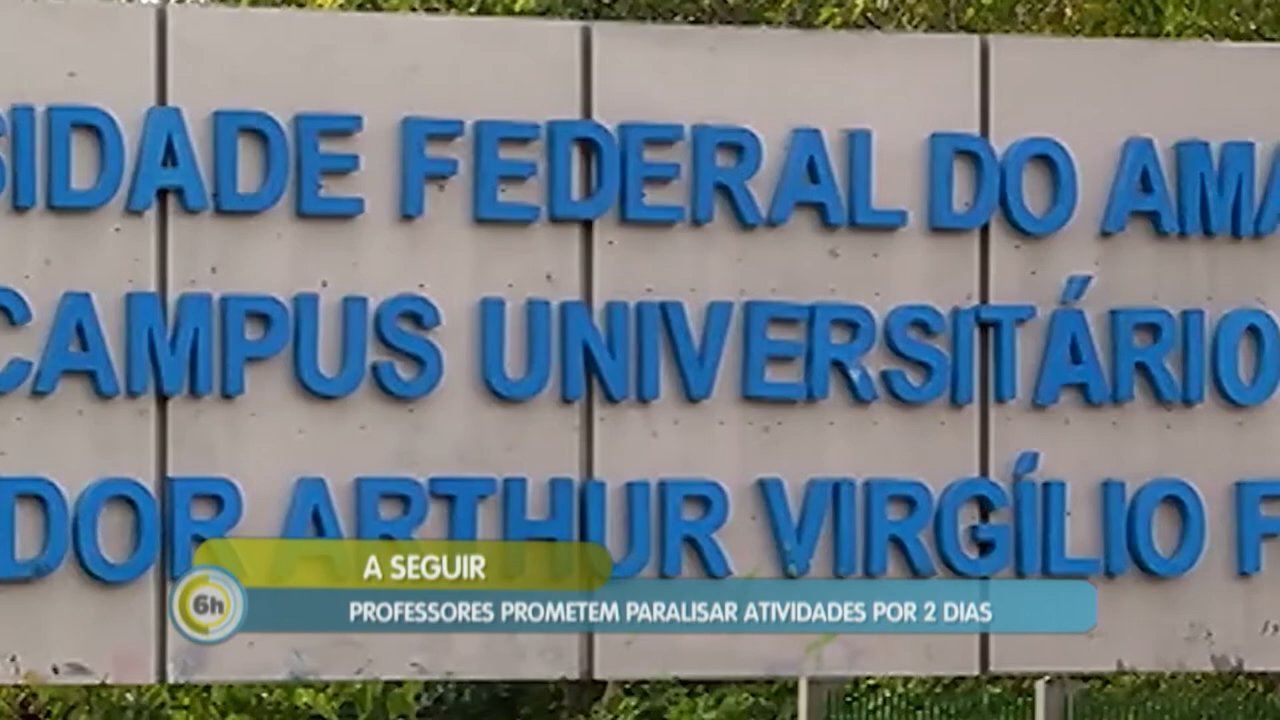 SIDADE FEDERAL DO AMA
CAMPUS UNIVERSITÁRIO
DOR ARTHUR VIRGÍLIO F
A SEGUIR
6h
PROFESSORES PROMETEM PARALISAR ATIVIDADES POR 2 DIAS